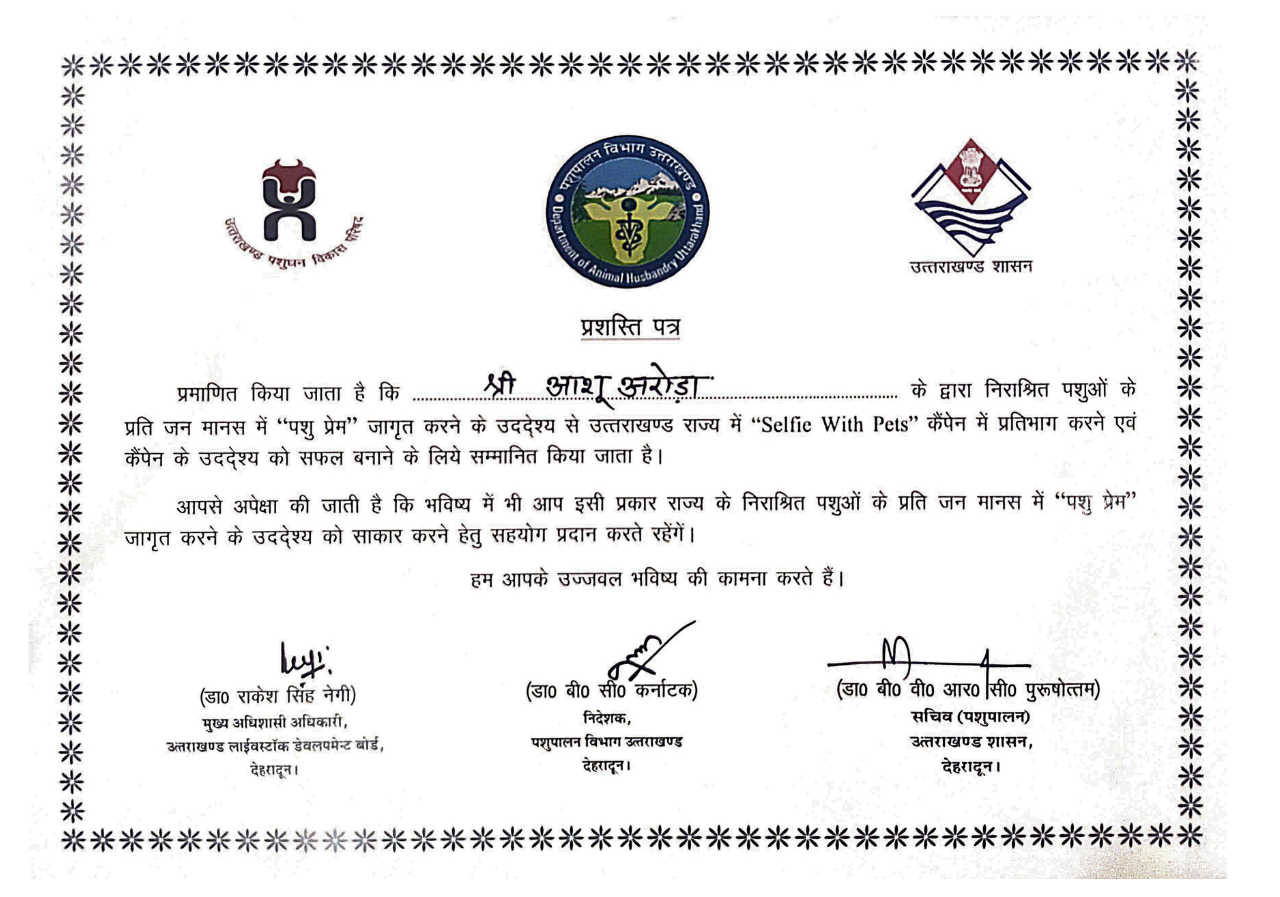 उत्तराखण्ड पशुधन विकास परिषद
पशुपालन विभाग उत्तराखण्ड
Department of Animal Husbandry Uttarakhand
उत्तराखण्ड शासन
प्रशस्ति पत्र
प्रमाणित किया जाता है कि श्री आशू अरोड़ा के द्वारा निराश्रित पशुओं के
प्रति जन मानस में “पशु प्रेम” जागृत करने के उददे्श्य से उत्तराखण्ड राज्य में “Selfie With Pets” कैंपेन में प्रतिभाग करने एवं
कैंपेन के उददे्श्य को सफल बनाने के लिये सम्मानित किया जाता है।
आपसे अपेक्षा की जाती है कि भविष्य में भी आप इसी प्रकार राज्य के निराश्रित पशुओं के प्रति जन मानस में “पशु प्रेम”
जागृत करने के उददे्श्य को साकार करने हेतु सहयोग प्रदान करते रहेंगें।
हम आपके उज्जवल भविष्य की कामना करते हैं।
(डा0 राकेश सिंह नेगी)
मुख्य अधिशासी अधिकारी,
उत्तराखण्ड लाईवस्टॉक डेवलपमेन्ट बोर्ड,
देहरादून।
(डा0 बी0 सी0 कर्नाटक)
निदेशक,
पशुपालन विभाग उत्तराखण्ड
देहरादून।
(डा0 बी0 वी0 आर0 सी0 पुरूषोत्तम)
सचिव (पशुपालन)
उत्तराखण्ड शासन,
देहरादून।